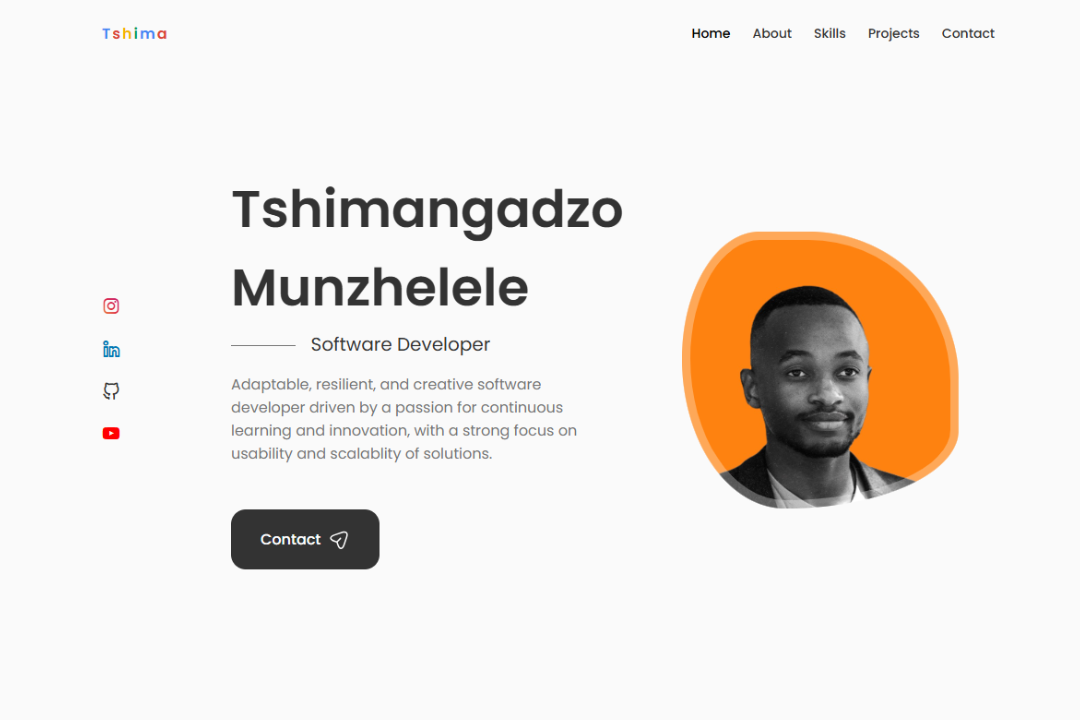 Tshima
Home About Skills Projects Contact
Tshimangadzo
Munzhelele
Software Developer
Adaptable, resilient, and creative software
developer driven by a passion for continuous
learning and innovation, with a strong focus on
usability and scalablity of solutions.
Contact